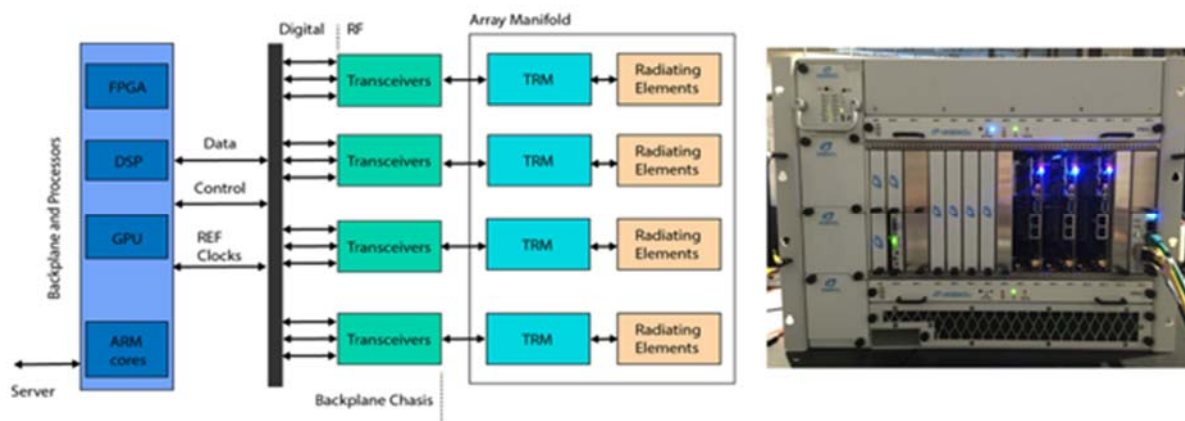 Digital
RF
Array Manifold
Backplane and Processors
FPGA
DSP
GPU
ARM
cores
Server
Data
Control
REF
Clocks
Transceivers
TRM
Radiating
Elements
Transceivers
TRM
Radiating
Elements
Transceivers
TRM
Radiating
Elements
Transceivers
TRM
Radiating
Elements
Backplane Chasis